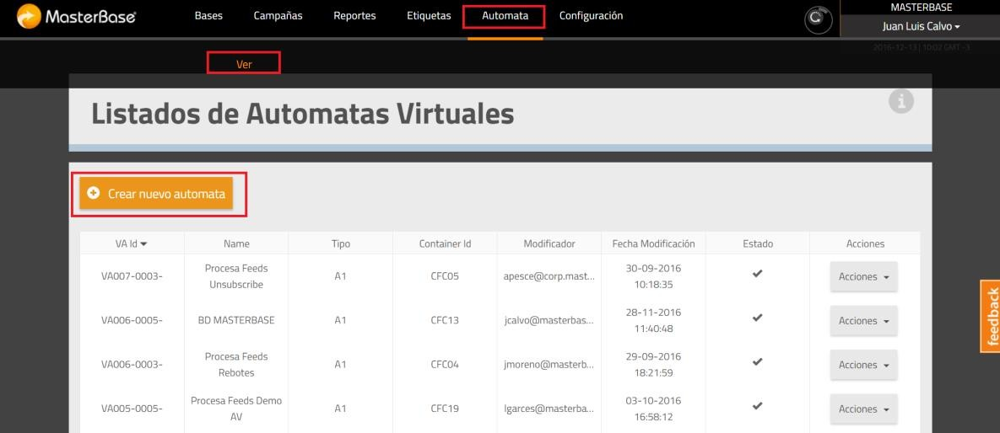 MasterBase®
Bases Campañas Reportes Etiquetas Automata Configuración
MASTERBASE
Juan Luis Calvo
2016-12-13 | 10:02 GMT -3
Ver
Listados de Automatas Virtuales
Crear nuevo automata
VA Id Name Tipo Container Id Modificador Fecha Modificación Estado Acciones
VA007-0003- Procesa Feeds Unsubscribe A1 CFC05 apesce@corp.mast... 30-09-2016 10:18:35 Acciones
VA006-0005- BD MASTERBASE A1 CFC13 jcalvo@masterbas... 28-11-2016 11:40:48 Acciones
VA006-0003- Procesa Feeds Rebotes A1 CFC04 jmoreno@masterb... 29-09-2016 18:21:59 Acciones
VA005-0005- Procesa Feeds Demo AV A1 CFC19 lgarces@masterba... 03-10-2016 16:58:12 Acciones
feedback